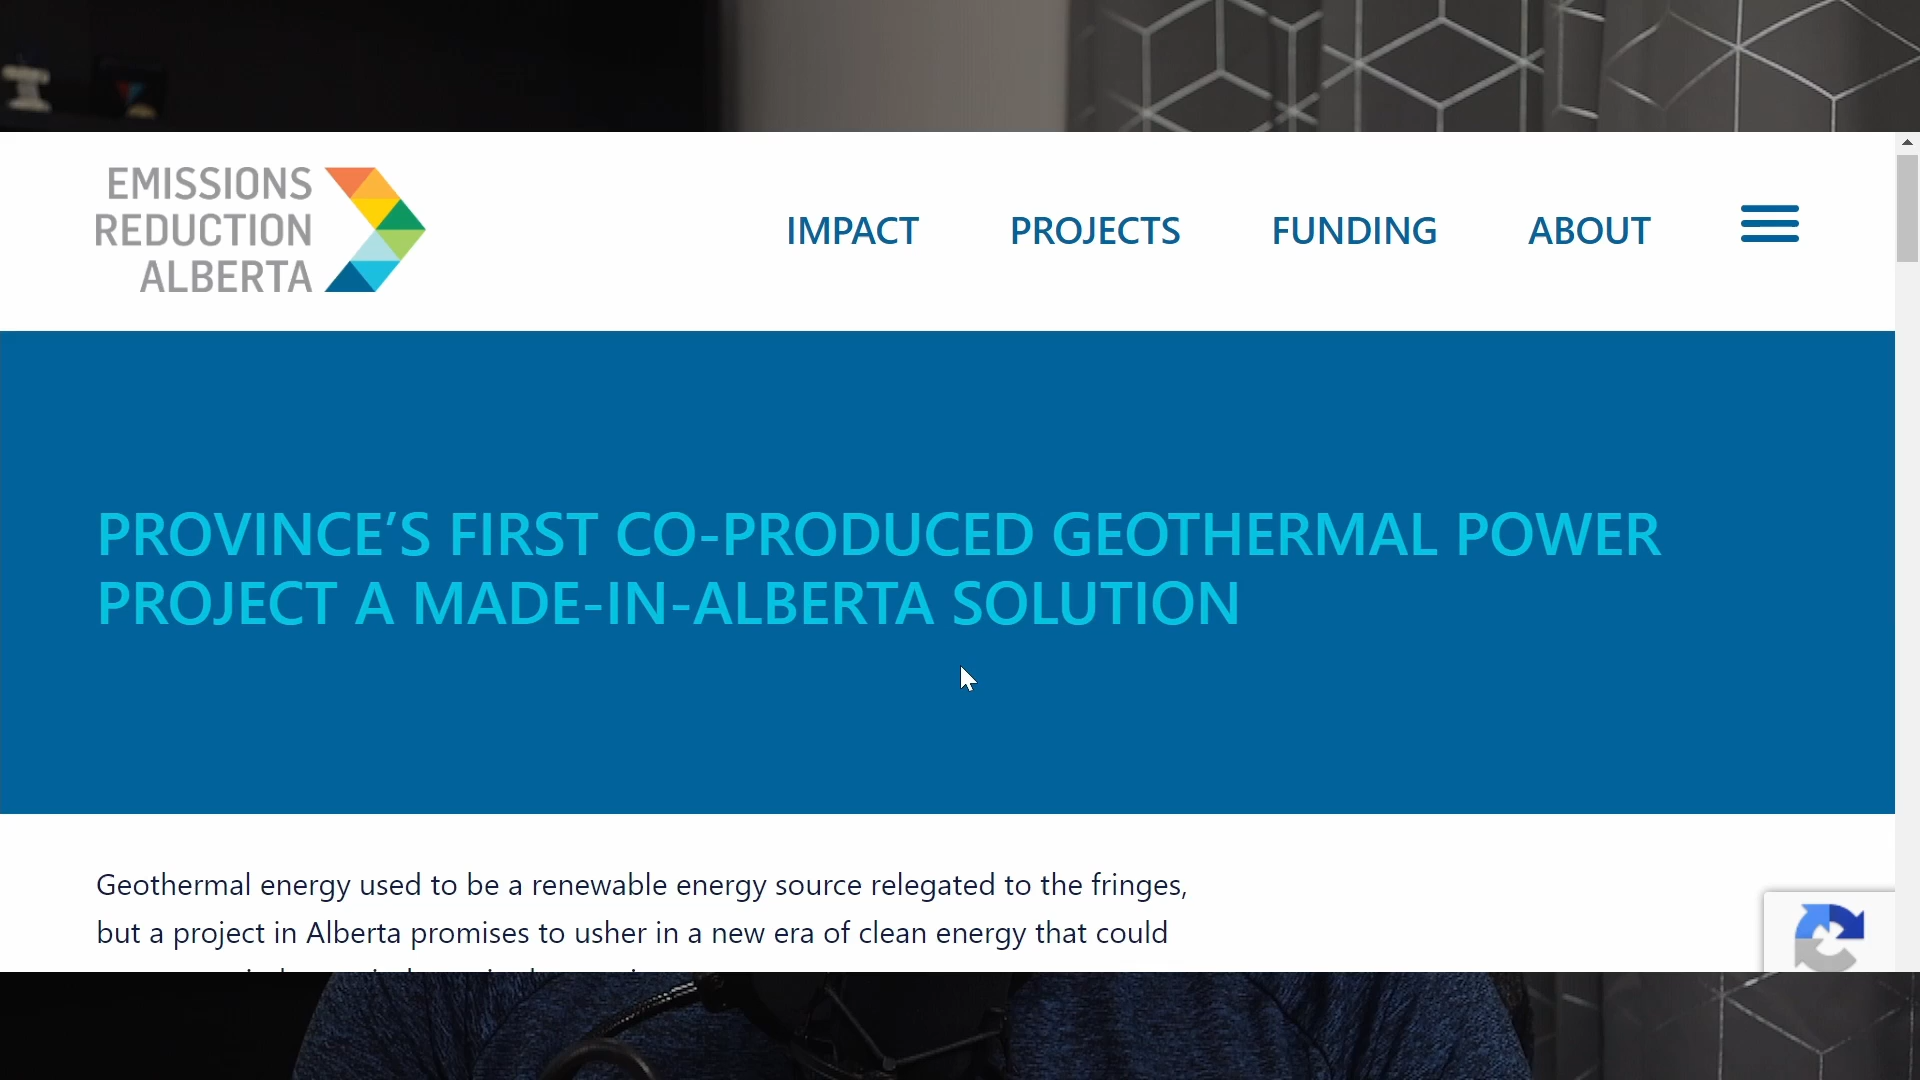 EMISSIONS
REDUCTION
ALBERTA
IMPACT PROJECTS FUNDING ABOUT
PROVINCE’S FIRST CO-PRODUCED GEOTHERMAL POWER
PROJECT A MADE-IN-ALBERTA SOLUTION
Geothermal energy used to be a renewable energy source relegated to the fringes,
but a project in Alberta promises to usher in a new era of clean energy that could